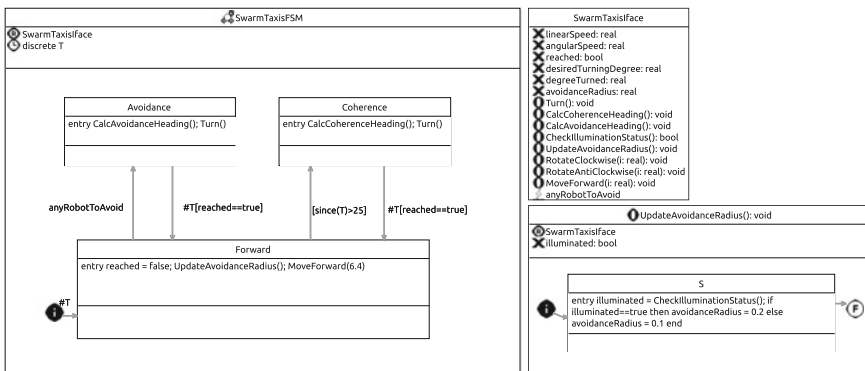 SwarmTaxisFSM
SwarmTaxisIface
discrete T
Avoidance
entry CalcAvoidanceHeading(); Turn()
Coherence
entry CalcCoherenceHeading(); Turn()
anyRobotToAvoid
#T[reached==true]
[since(T)>25]
#T[reached==true]
Forward
entry reached = false; UpdateAvoidanceRadius(); MoveForward(6.4)
#T
i
SwarmTaxisIface
linearSpeed: real
angularSpeed: real
reached: bool
desiredTurningDegree: real
degreeTurned: real
avoidanceRadius: real
Turn(): void
CalcCoherenceHeading(): void
CalcAvoidanceHeading(): void
CheckIlluminationStatus(): bool
UpdateAvoidanceRadius(): void
RotateClockwise(i: real): void
RotateAntiClockwise(i: real): void
MoveForward(i: real): void
anyRobotToAvoid
UpdateAvoidanceRadius(): void
SwarmTaxisIface
illuminated: bool
S
entry illuminated = CheckIlluminationStatus(); if
illuminated==true then avoidanceRadius = 0.2 else
avoidanceRadius = 0.1 end
i
F